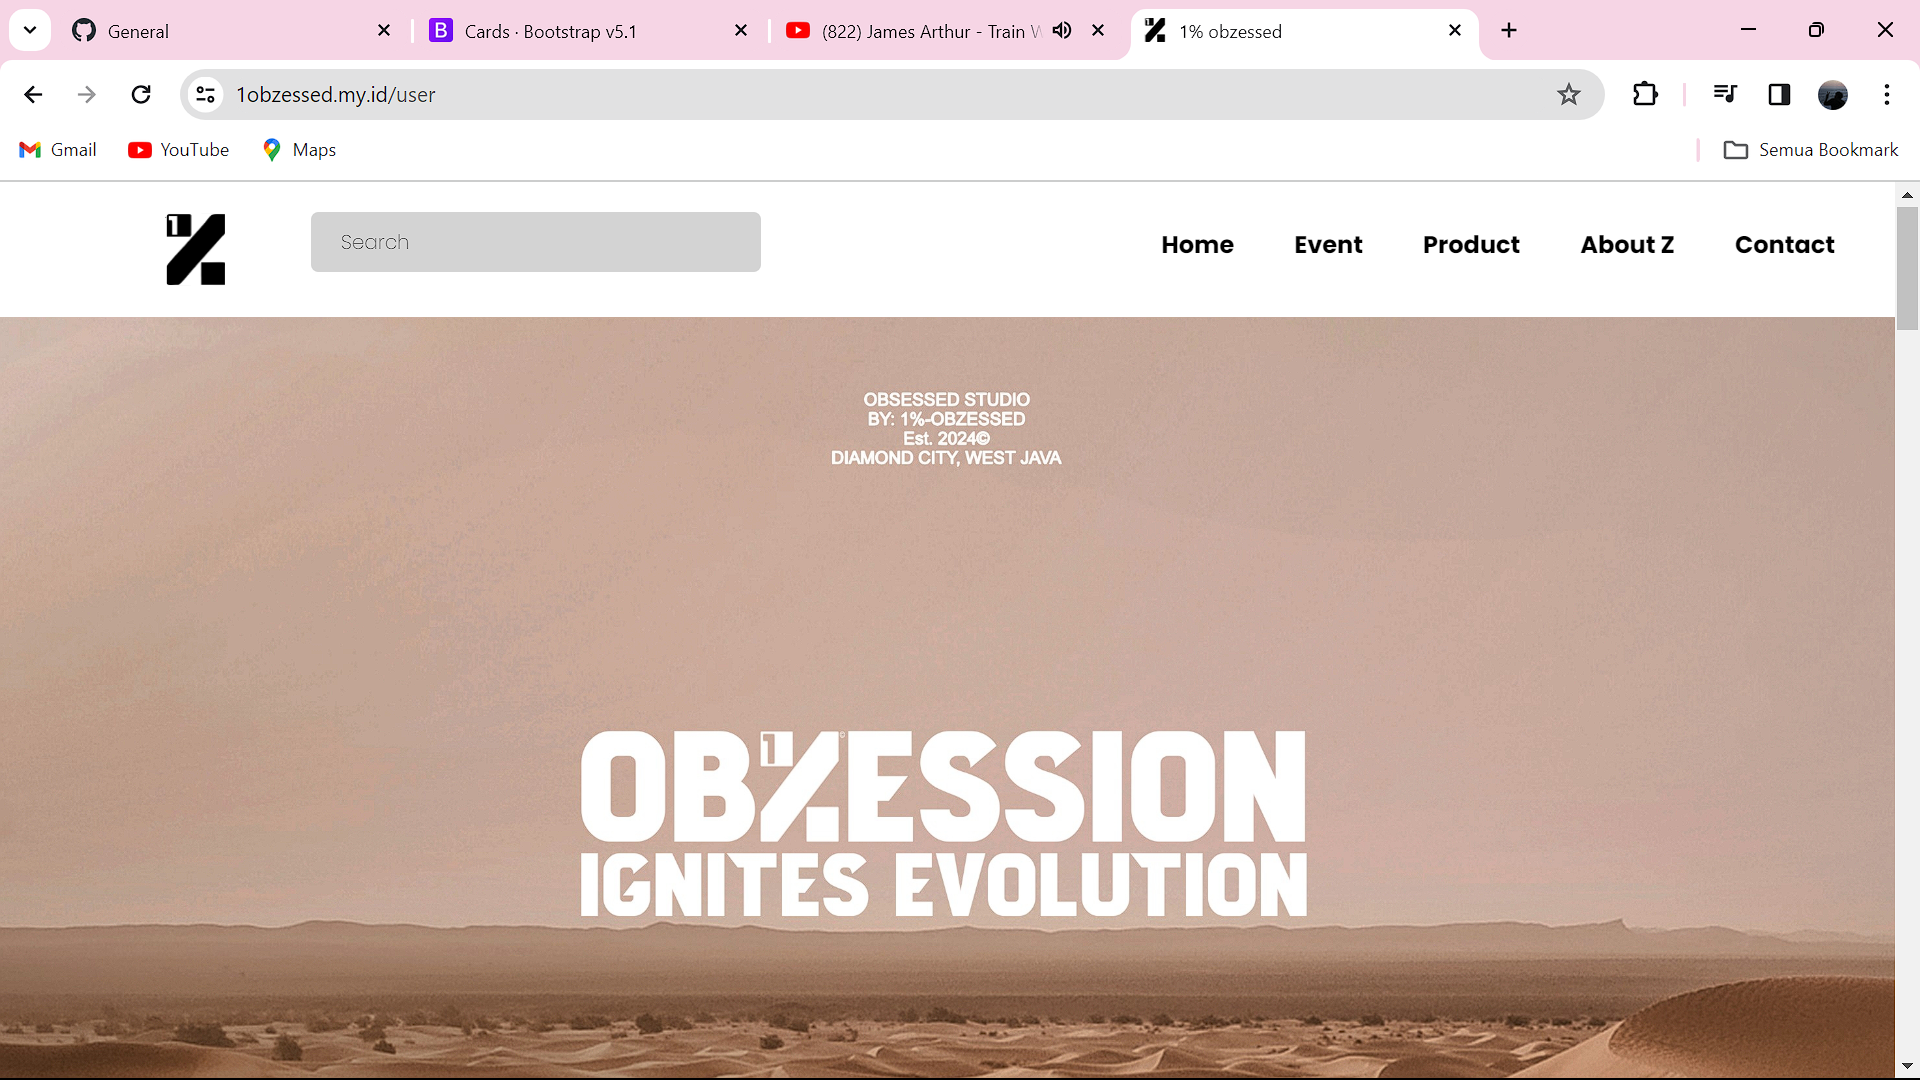 General
Cards · Bootstrap v5.1
(822) James Arthur - Train W
1% obzessed
1obzessed.my.id/user
Gmail
YouTube
Maps
Semua Bookmark
1%
Search
Home
Event
Product
About Z
Contact
OBSESSED STUDIO
BY: 1%-OBZESSED
Est. 2024©
DIAMOND CITY, WEST JAVA
OBZESSION
IGNITES EVOLUTION